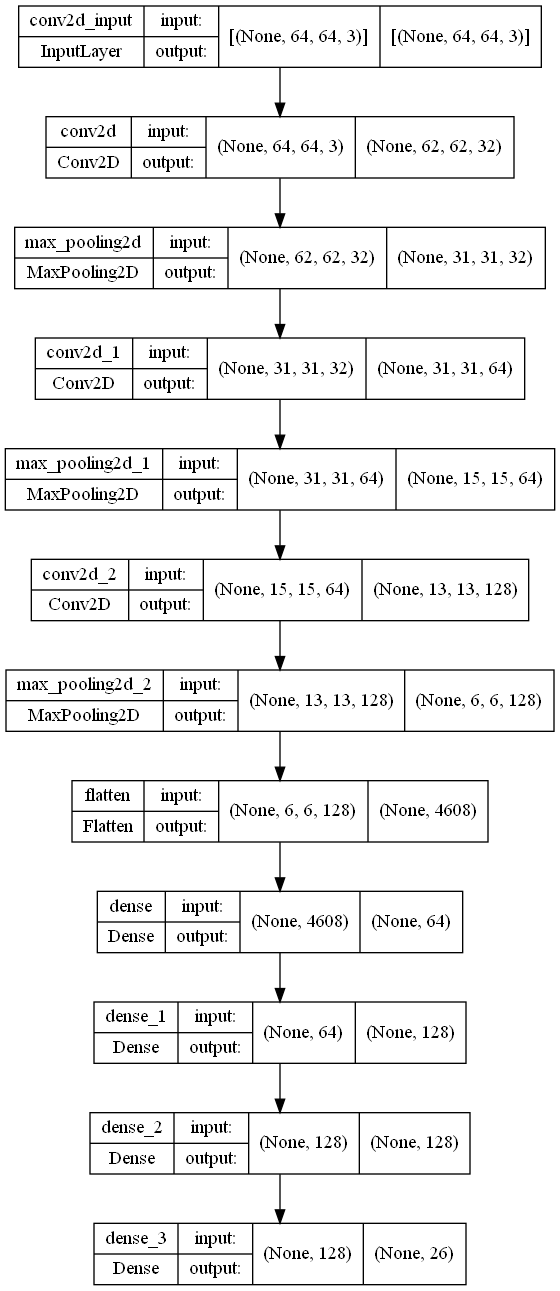 conv2d_input input: [(None, 64, 64, 3)] [(None, 64, 64, 3)]
InputLayer output:
conv2d input: (None, 64, 64, 3) (None, 62, 62, 32)
Conv2D output:
max_pooling2d input: (None, 62, 62, 32) (None, 31, 31, 32)
MaxPooling2D output:
conv2d_1 input: (None, 31, 31, 32) (None, 31, 31, 64)
Conv2D output:
max_pooling2d_1 input: (None, 31, 31, 64) (None, 15, 15, 64)
MaxPooling2D output:
conv2d_2 input: (None, 15, 15, 64) (None, 13, 13, 128)
Conv2D output:
max_pooling2d_2 input: (None, 13, 13, 128) (None, 6, 6, 128)
MaxPooling2D output:
flatten input: (None, 6, 6, 128) (None, 4608)
Flatten output:
dense input: (None, 4608) (None, 64)
Dense output:
dense_1 input: (None, 64) (None, 128)
Dense output:
dense_2 input: (None, 128) (None, 128)
Dense output:
dense_3 input: (None, 128) (None, 26)
Dense output: